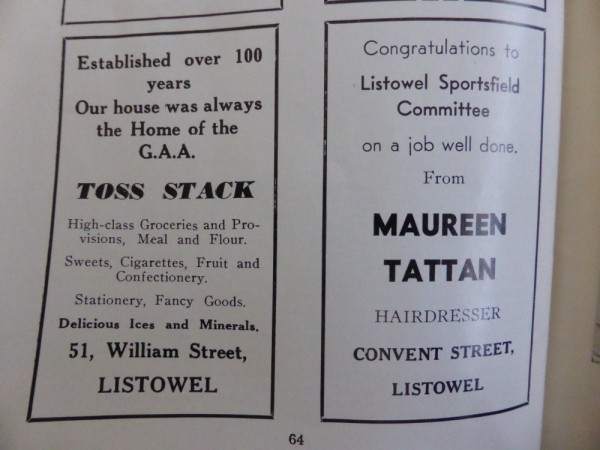 Established over 100
years
Our house was always
the Home of the
G.A.A.
TOSS STACK
High-class Groceries and Pro-
visions, Meal and Flour.
Sweets, Cigarettes, Fruit and
Confectionery.
Stationery, Fancy Goods.
Delicious Ices and Minerals.
51, William Street,
LISTOWEL
Congratulations to
Listowel Sportsfield
Committee
on a job well done.
From
MAUREEN
TATTAN
HAIRDRESSER
CONVENT STREET,
LISTOWEL
64